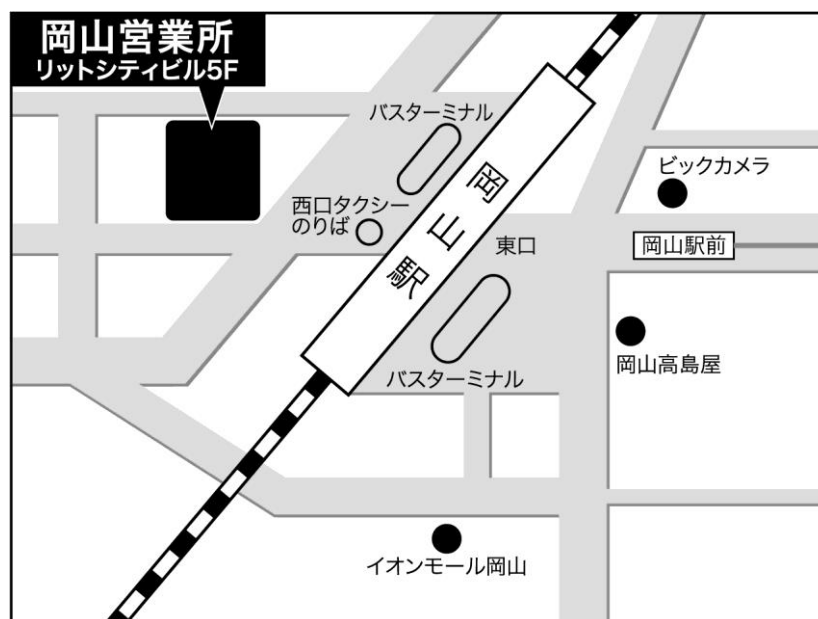 岡山営業所
リットシティビル5F
バスターミナル
西口タクシー
のりば
岡山駅
東口
バスターミナル
ビックカメラ
岡山駅前
岡山高島屋
イオンモール岡山